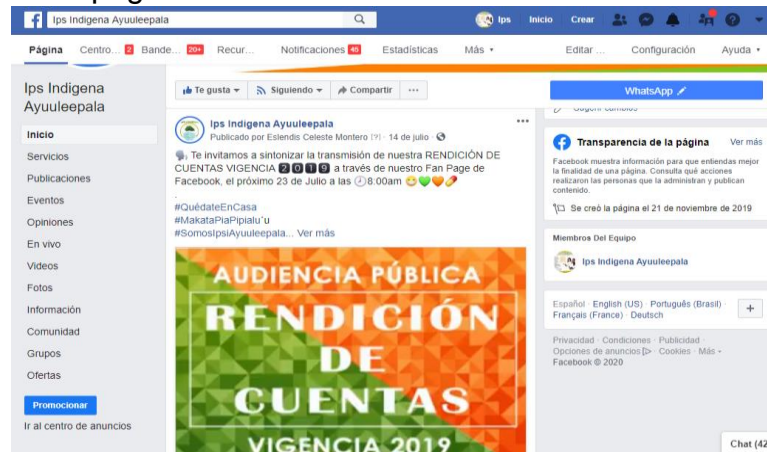 Ips Indigena Ayuuleepala
Ips Inicio Crear
Página Centro... 2 Bande... 20+ Recur... Notificaciones 45 Estadísticas Más Editar ... Configuración Ayuda
Ips Indigena
Ayuuleepala
Inicio
Servicios
Publicaciones
Eventos
Opiniones
En vivo
Videos
Fotos
Información
Comunidad
Grupos
Ofertas
Promocionar
Ir al centro de anuncios
Te gusta Siguiendo Compartir ...
Ips Indigena Ayuuleepala
Publicado por Eslendis Celeste Montero [?] · 14 de julio ·
Te invitamos a sintonizar la transmisión de nuestra RENDICIÓN DE
CUENTAS VIGENCIA 2019 a través de nuestro Fan Page de
Facebook, el próximo 23 de Julio a las 8:00am
.
#QuédateEnCasa
#MakataPiaPipialu´u
#SomosIpsiAyuuleepala... Ver más
AUDIENCIA PÚBLICA
RENDICIÓN
DE
CUENTAS
VIGENCIA 2019
WhatsApp
Sugerir cambios
Transparencia de la página Ver más
Facebook muestra información para que entiendas mejor
la finalidad de una página. Consulta qué acciones
realizaron las personas que la administran y publican
contenido.
Se creó la página el 21 de noviembre de 2019
Miembros Del Equipo
Ips Indigena Ayuuleepala
Español · English (US) · Português (Brasil) ·
Français (France) · Deutsch
Privacidad · Condiciones · Publicidad ·
Opciones de anuncios · Cookies · Más
Facebook © 2020
Chat (42